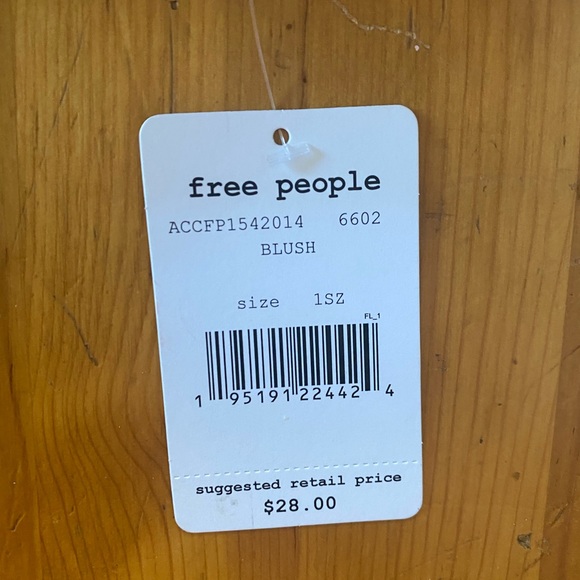 free people
ACCFP1542014 6602
BLUSH
size 1SZ
FL_1
1 95191 22442 4
suggested retail price
$28.00